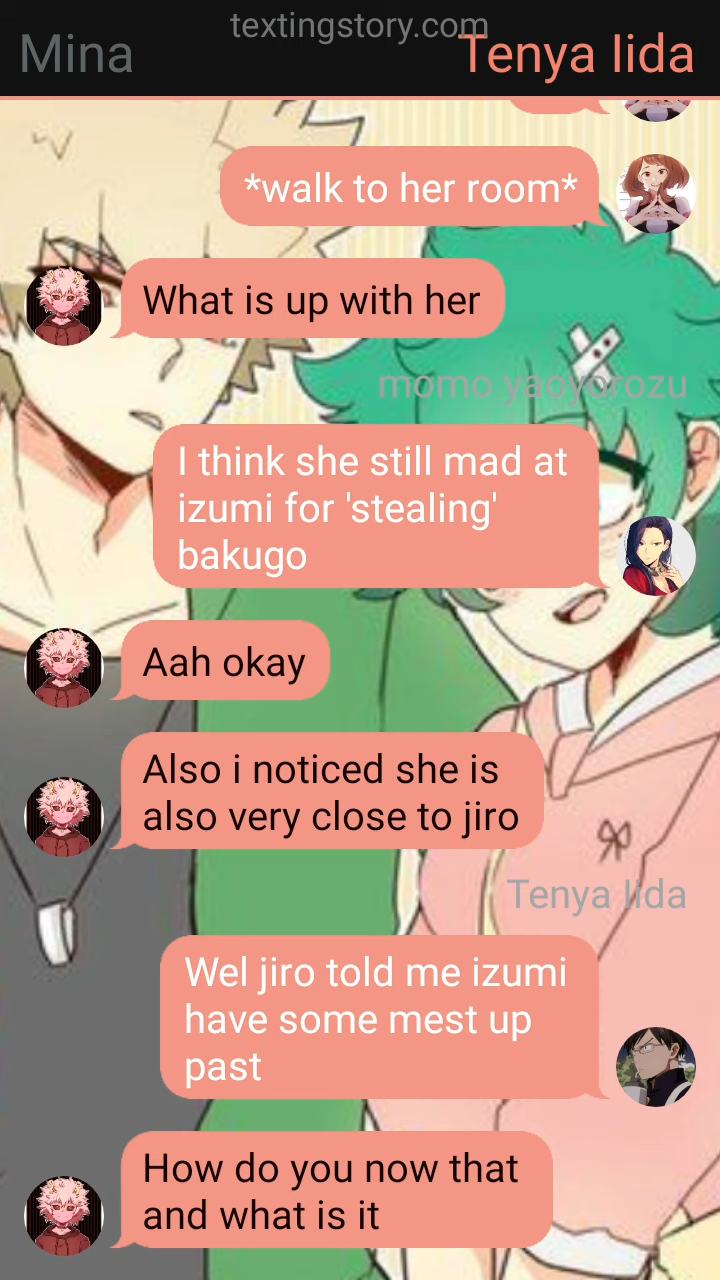 textingstory.com
Mina
Tenya Iida
*walk to her room*
What is up with her
momo yaoyorozu
I think she still mad at
izumi for 'stealing'
bakugo
Aah okay
Also i noticed she is
also very close to jiro
Tenya Iida
Wel jiro told me izumi
have some mest up
past
How do you now that
and what is it